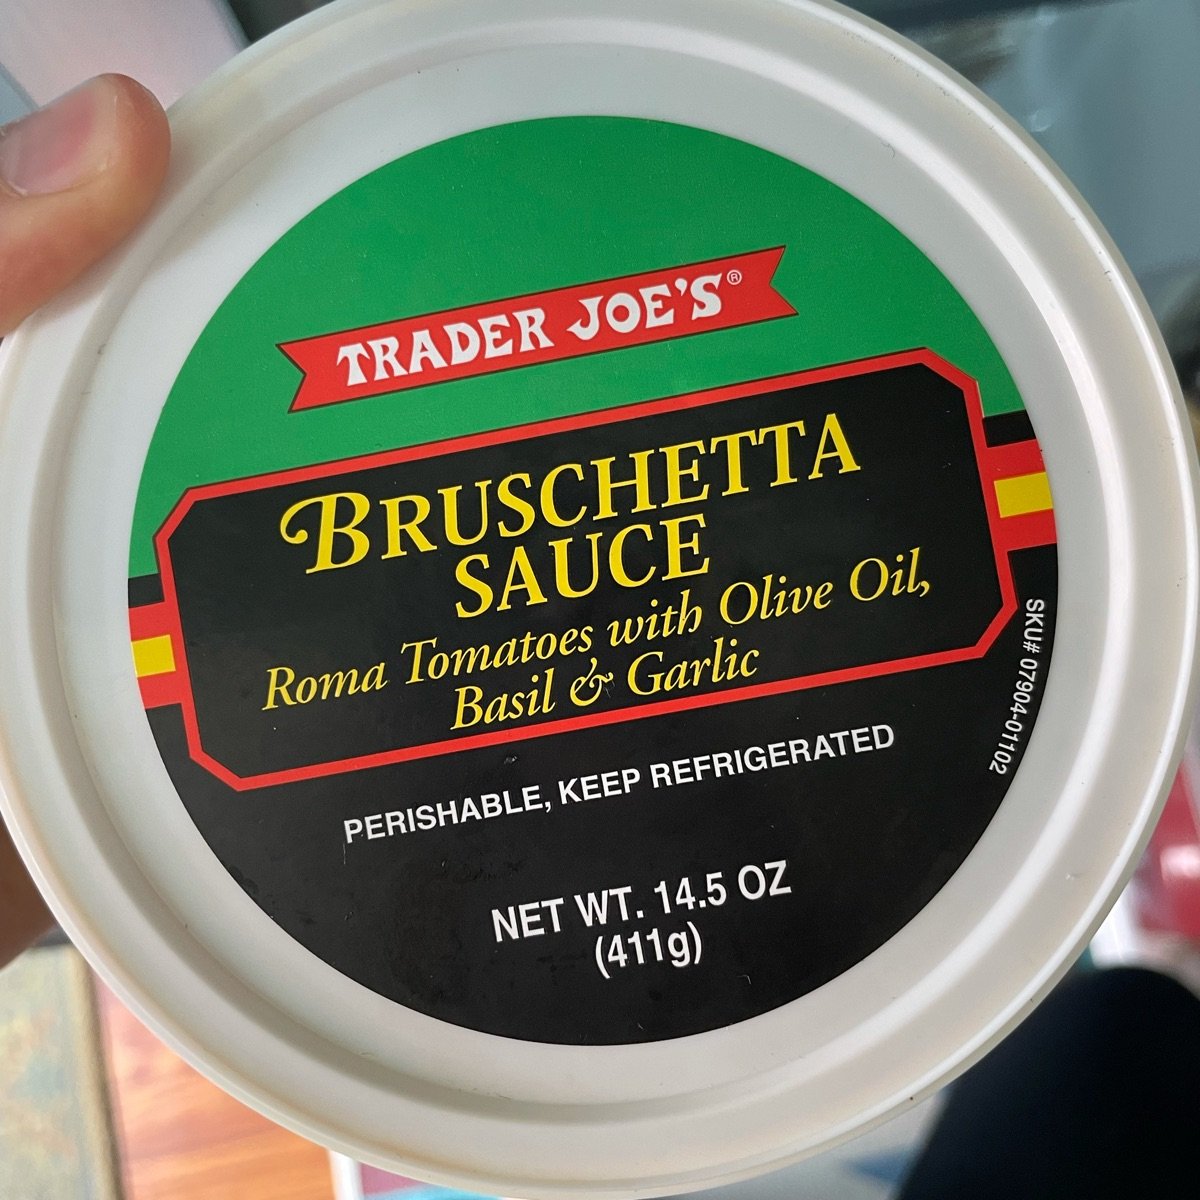 TRADER JOE'S®
BRUSCHETTA
SAUCE
Roma Tomatoes with Olive Oil,
Basil & Garlic
PERISHABLE, KEEP REFRIGERATED
NET WT. 14.5 OZ
(411g)
SKU# 07904-01102